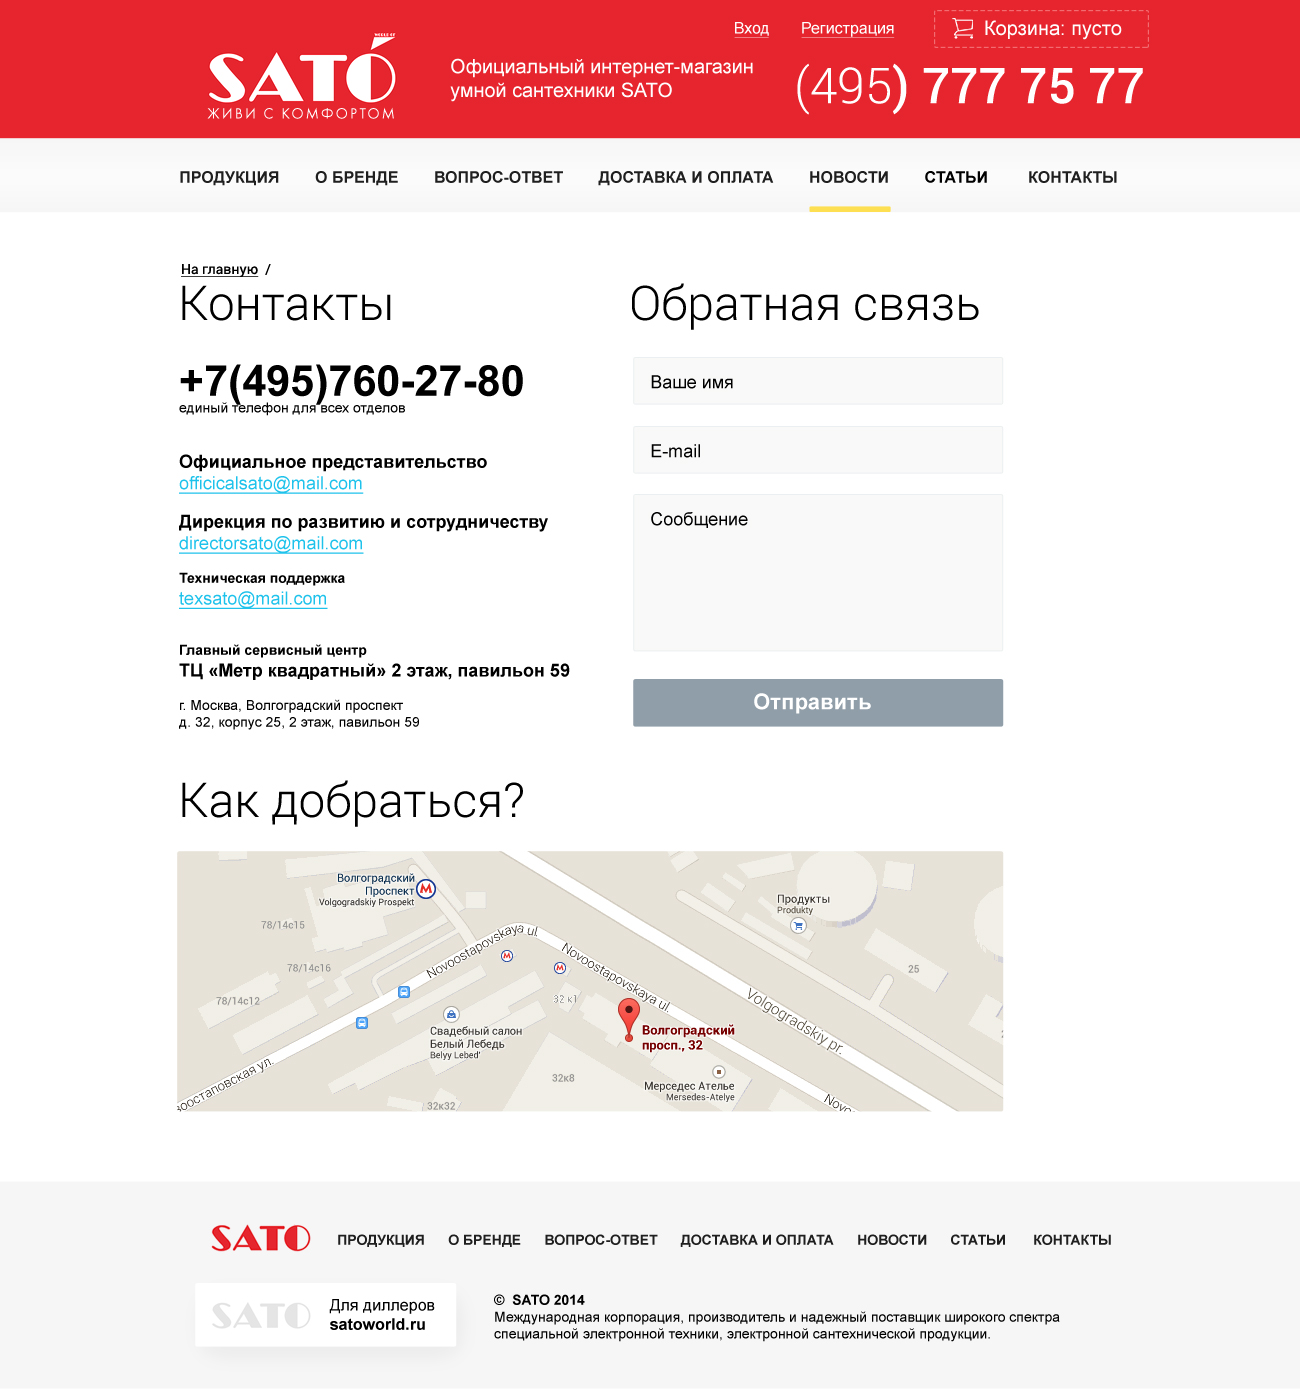 Вход
Регистрация
Корзина: пусто
WORLD OF
SATO
ЖИВИ С КОМФОРТОМ
Официальный интернет-магазин
умной сантехники SATO
(495) 777 75 77
ПРОДУКЦИЯ
О БРЕНДЕ
ВОПРОС-ОТВЕТ
ДОСТАВКА И ОПЛАТА
НОВОСТИ
СТАТЬИ
КОНТАКТЫ
На главную /
Контакты
+7(495)760-27-80
единый телефон для всех отделов
Официальное представительство
officicalsato@mail.com
Дирекция по развитию и сотрудничеству
directorsato@mail.com
Техническая поддержка
texsato@mail.com
Главный сервисный центр
ТЦ «Метр квадратный» 2 этаж, павильон 59
г. Москва, Волгоградский проспект
д. 32, корпус 25, 2 этаж, павильон 59
Обратная связь
Ваше имя
E-mail
Сообщение
Отправить
Как добраться?
Волгоградский
Проспект
Volgogradskiy Prospekt
78/14с15
78/14с16
78/14с12
Novoostapovskaya ul.
Novoostapovskaya ul.
Volgogradskiy pr.
Продукты
Produkty
25
32 к1
Свадебный салон
Белый Лебедь
Belyy Lebed'
Волгоградский
просп., 32
32к8
Мерседес Ателье
Mersedes-Atelye
32к32
воостаповская ул.
Novoo
SATO
ПРОДУКЦИЯ
О БРЕНДЕ
ВОПРОС-ОТВЕТ
ДОСТАВКА И ОПЛАТА
НОВОСТИ
СТАТЬИ
КОНТАКТЫ
SATO
Для диллеров
satoworld.ru
© SATO 2014
Международная корпорация, производитель и надежный поставщик широкого спектра
специальной электронной техники, электронной сантехнической продукции.